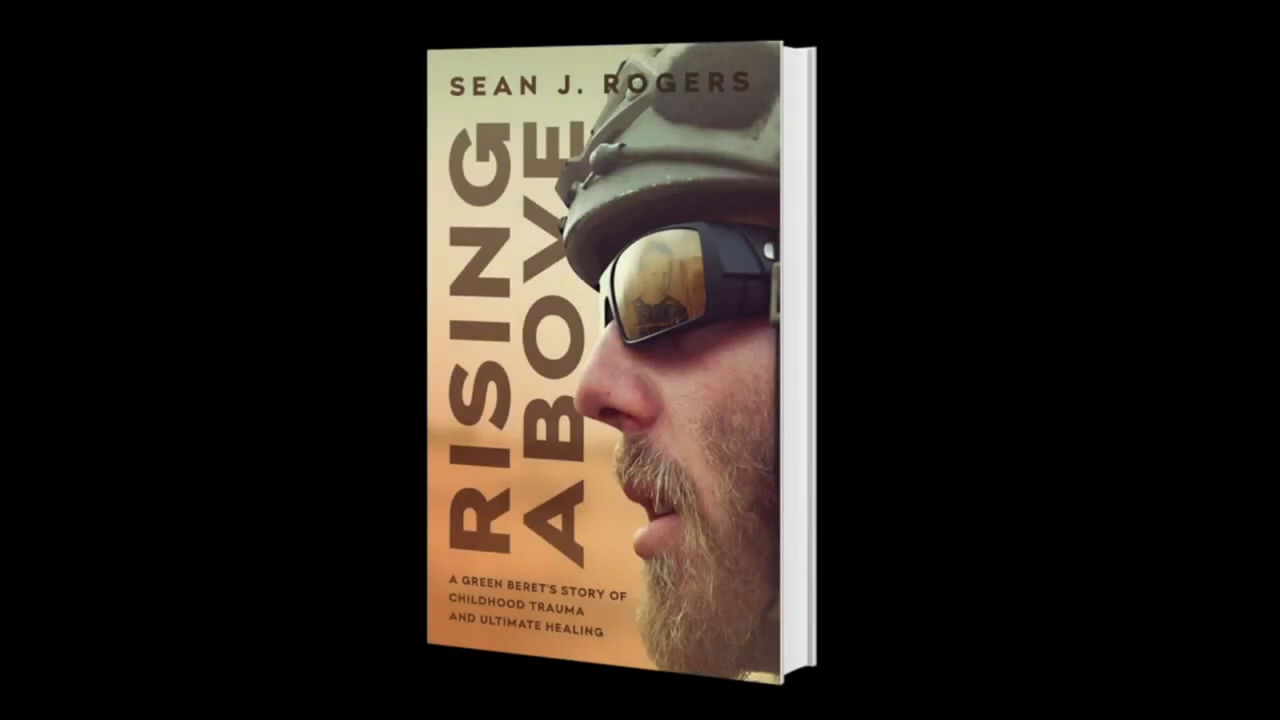 SEAN J. ROGERS
RISING
ABOVE
A GREEN BERET'S STORY OF
CHILDHOOD TRAUMA
AND ULTIMATE HEALING